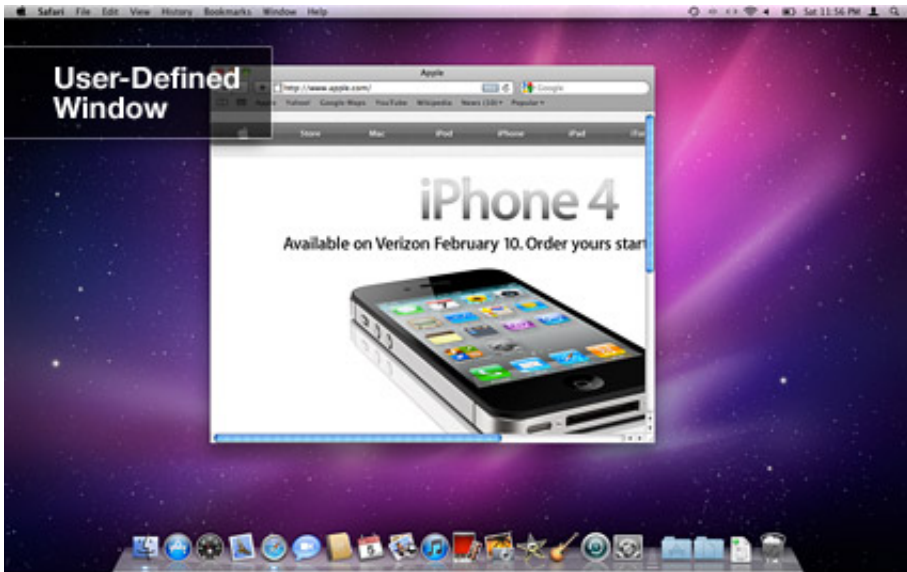 Safari File Edit View History Bookmarks Window Help
Sat 11:56 PM
User-Defined
Window
Apple
http://www.apple.com/
Google
Yahoo! Google Maps YouTube Wikipedia News (10) Popular
Store Mac iPod iPhone iPad
iPhone 4
Available on Verizon February 10. Order yours start